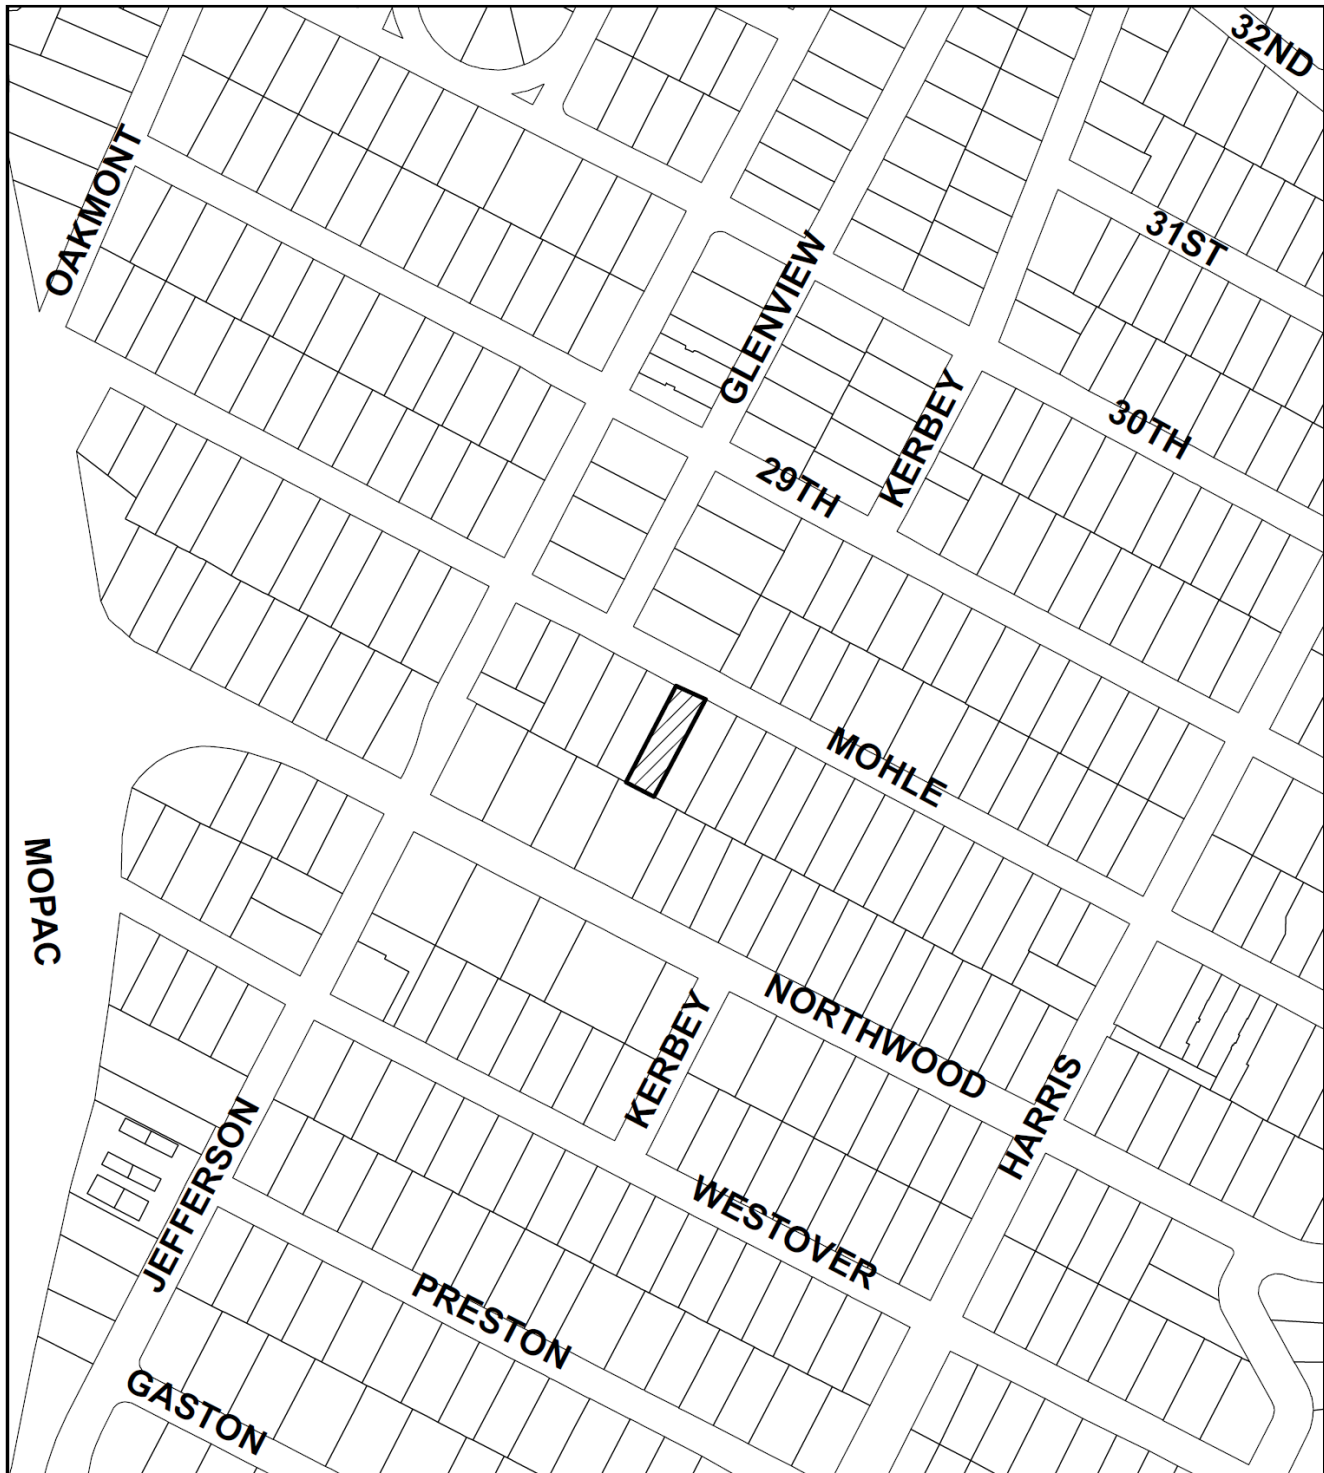 32ND
OAKMONT
31ST
GLENVIEW
KERBEY
30TH
29TH
MOHLE
MOPAC
NORTHWOOD
KERBEY
HARRIS
JEFFERSON
WESTOVER
PRESTON
GASTON